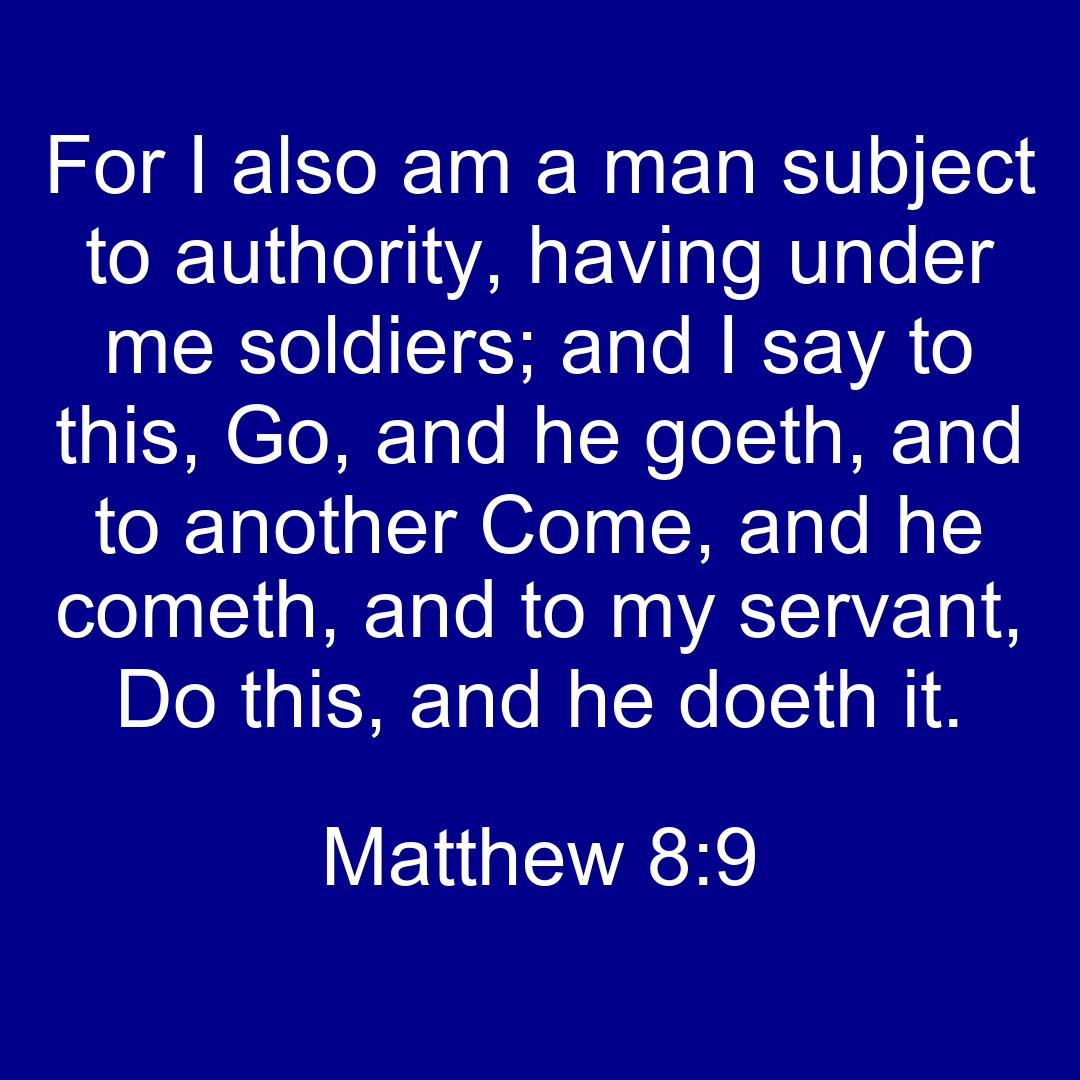 For I also am a man subject
to authority, having under
me soldiers; and I say to
this, Go, and he goeth, and
to another Come, and he
cometh, and to my servant,
Do this, and he doeth it.
Matthew 8:9